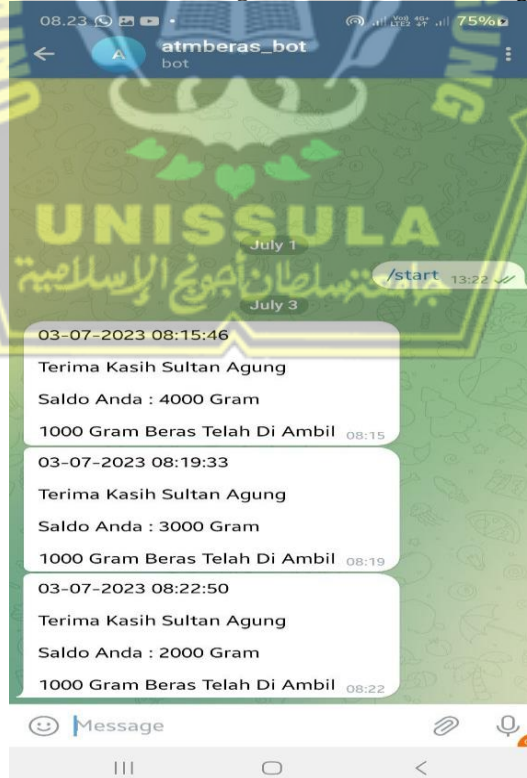 08.23
75%
A
atmberas_bot
bot
UNISSULA
July 1
جامعتسلطان أجونج الإسلامية
/start 13:22
July 3
03-07-2023 08:15:46
Terima Kasih Sultan Agung
Saldo Anda : 4000 Gram
1000 Gram Beras Telah Di Ambil 08:15
03-07-2023 08:19:33
Terima Kasih Sultan Agung
Saldo Anda : 3000 Gram
1000 Gram Beras Telah Di Ambil 08:19
03-07-2023 08:22:50
Terima Kasih Sultan Agung
Saldo Anda : 2000 Gram
1000 Gram Beras Telah Di Ambil 08:22
Message